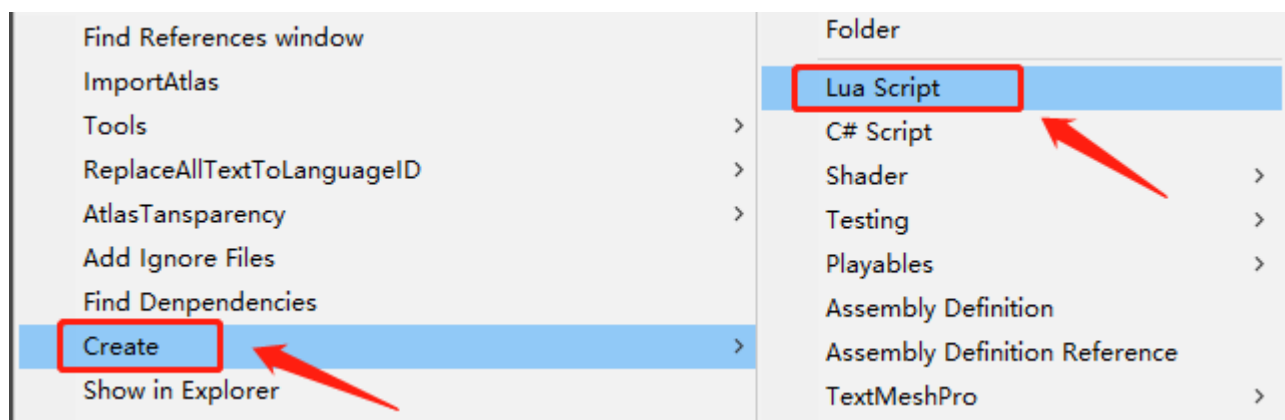 Find References window
ImportAtlas
Tools
ReplaceAllTextToLanguageID
AtlasTansparency
Add Ignore Files
Find Denpendencies
Create
Show in Explorer
Folder
Lua Script
C# Script
Shader
Testing
Playables
Assembly Definition
Assembly Definition Reference
TextMeshPro